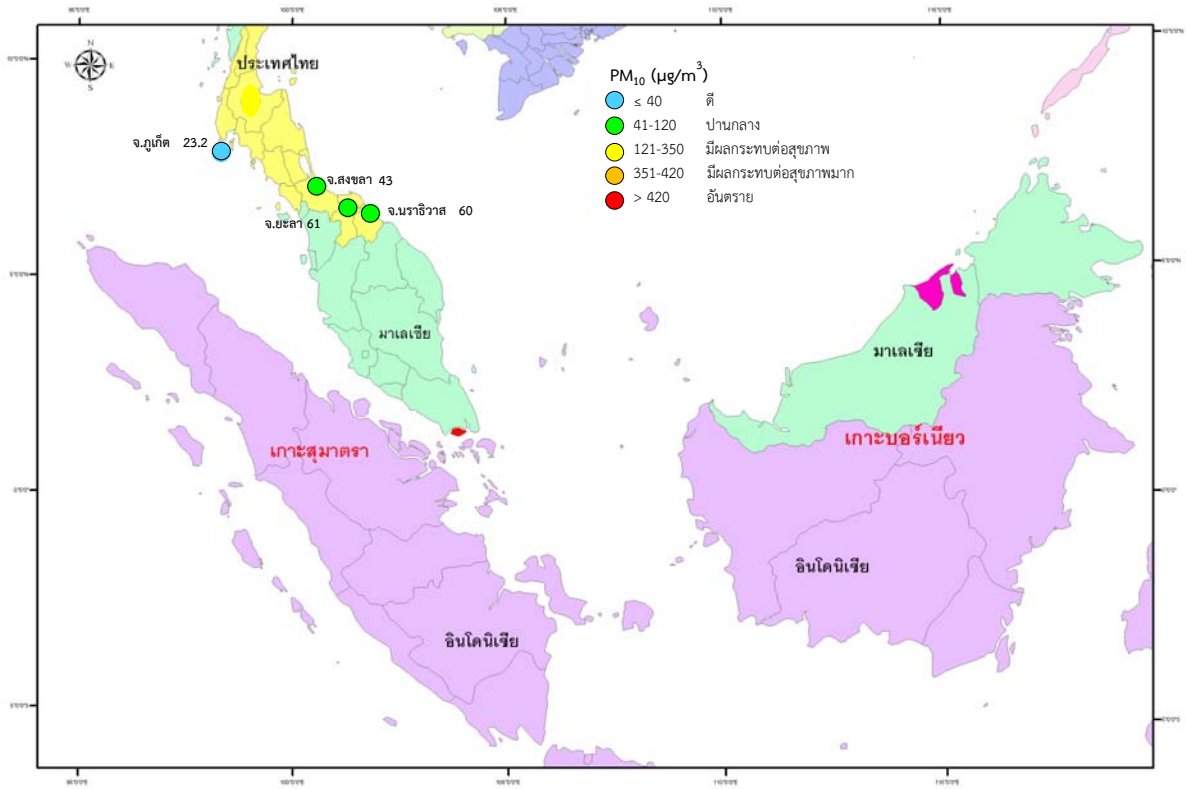 N
W E
S
ประเทศไทย
PM10 (µg/m3)
≤ 40 ดี
41-120 ปานกลาง
121-350 มีผลกระทบต่อสุขภาพ
351-420 มีผลกระทบต่อสุขภาพมาก
> 420 อันตราย
จ.ภูเก็ต 23.2
จ.สงขลา 43
จ.นราธิวาส 60
จ.ยะลา 61
มาเลเซีย
มาเลเซีย
เกาะสุมาตรา
เกาะบอร์เนียว
อินโดนิเซีย
อินโดนิเซีย